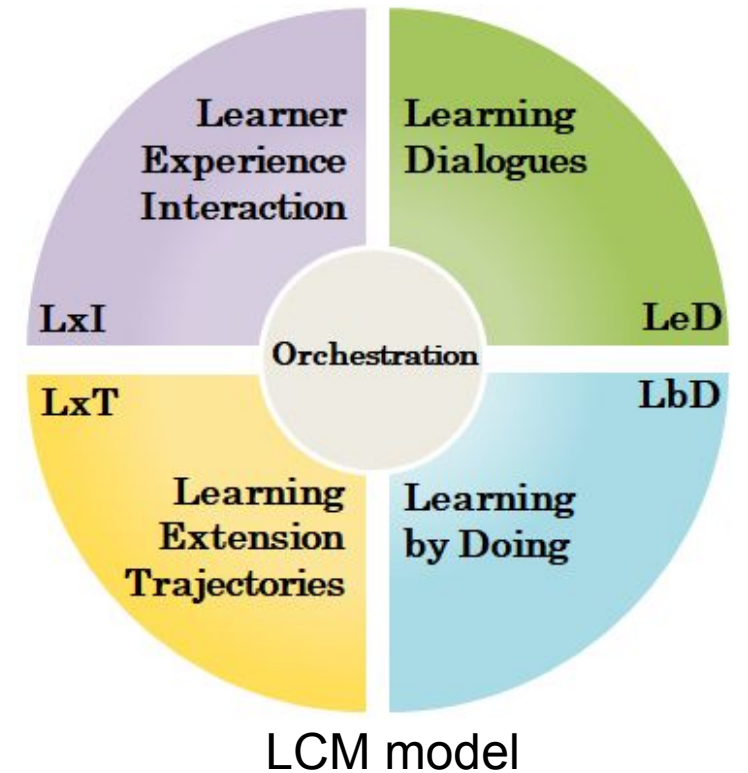 Learner
Experience
Interaction
LxI
Learning
Dialogues
LeD
Orchestration
LxT
Learning
Extension
Trajectories
LbD
Learning
by Doing
LCM model